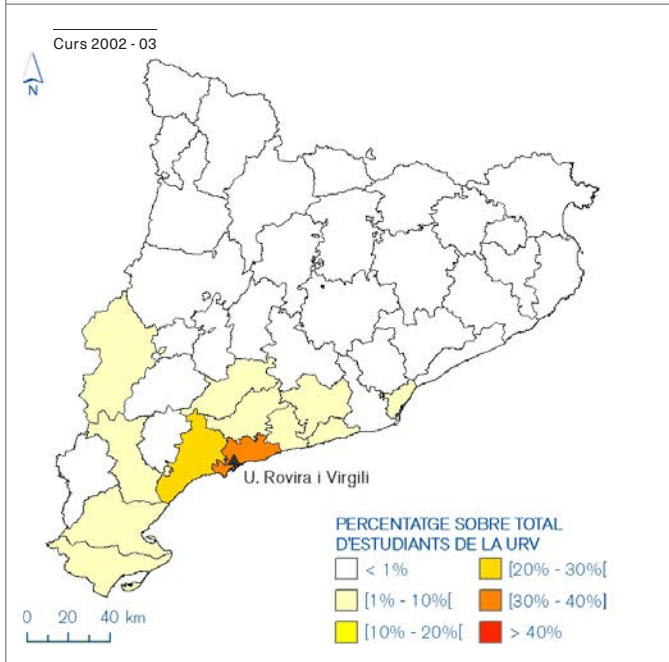 Curs 2002 - 03
N
U. Rovira i Virgili
PERCENTATGE SOBRE TOTAL
D'ESTUDIANTS DE LA URV
< 1%
[20% - 30%[
[1% - 10%[
[30% - 40%]
[10% - 20%[
> 40%
0 20 40 km